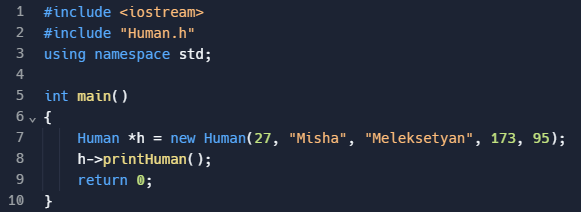 1 #include <iostream>
2 #include "Human.h"
3 using namespace std;
4
5 int main()
6 {
7 Human *h = new Human(27, "Misha", "Meleksetyan", 173, 95);
8 h->printHuman();
9 return 0;
10 }